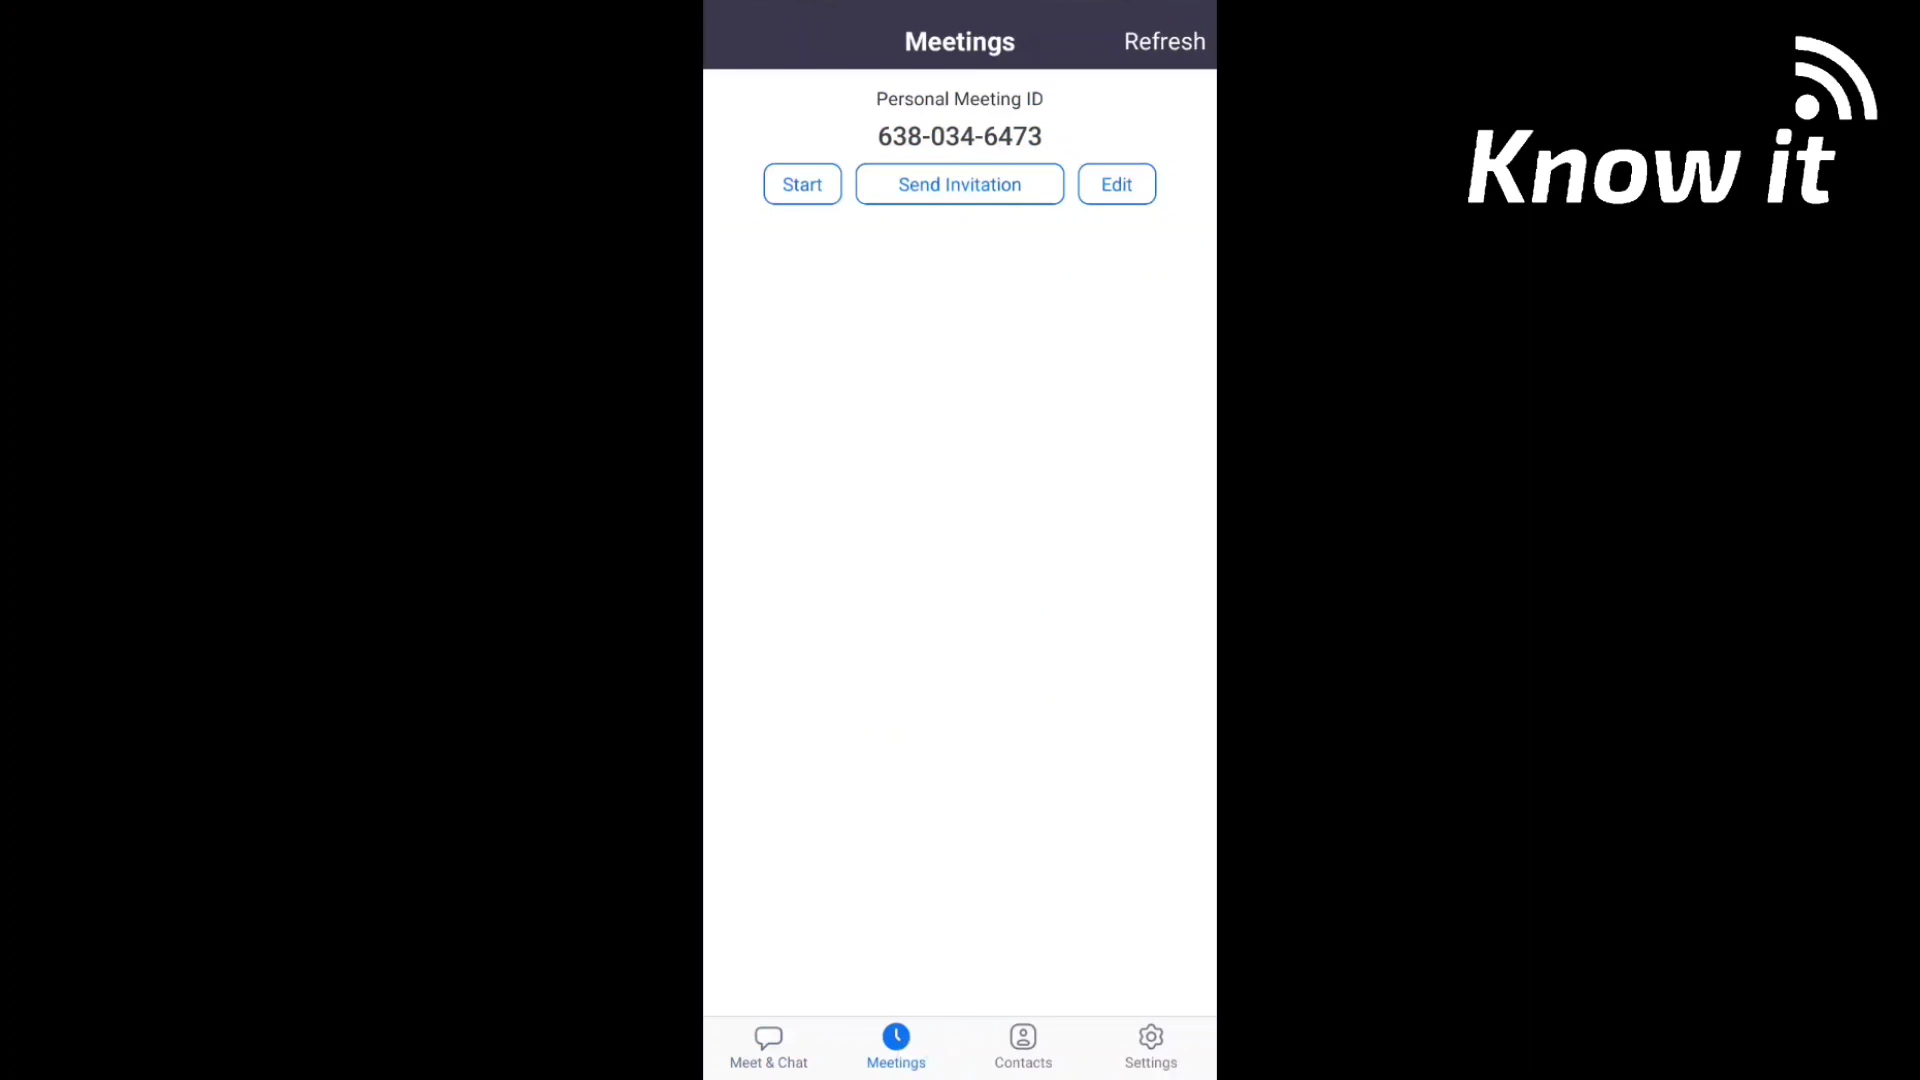 Meetings
Refresh
Know it
Personal Meeting ID
638-034-6473
Start
Send Invitation
Edit
Meet & Chat
Meetings
Contacts
Settings